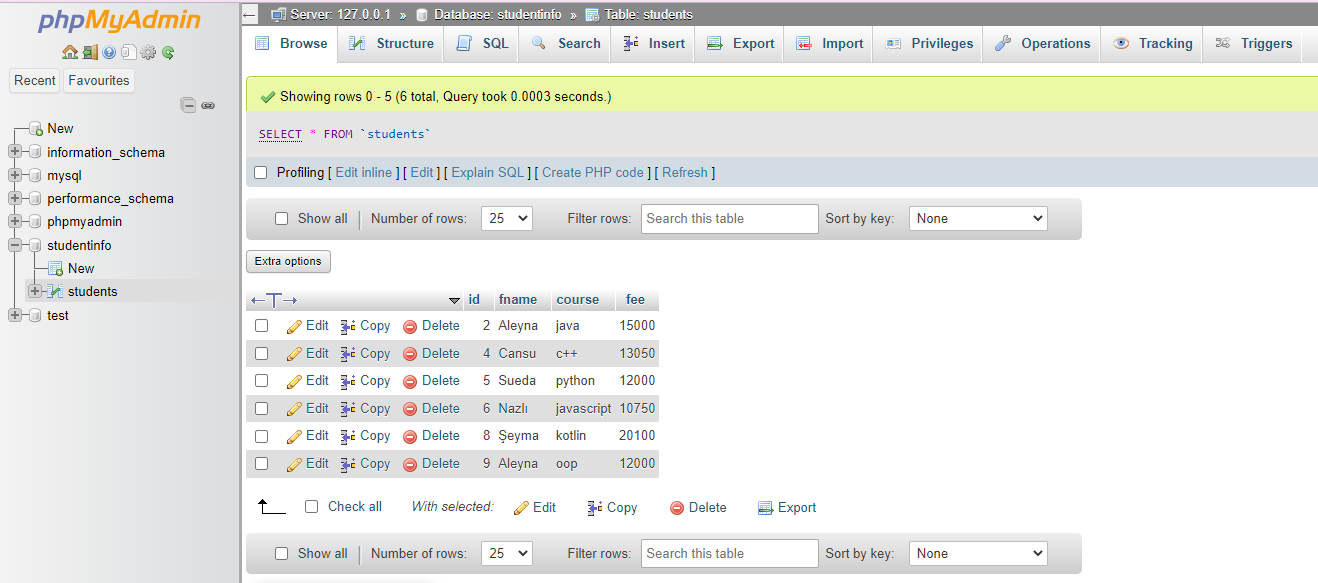 phpMyAdmin
Recent Favourites
New
information_schema
mysql
performance_schema
phpmyadmin
studentinfo
New
students
test
Server: 127.0.0.1 » Database: studentinfo » Table: students
Browse Structure SQL Search Insert Export Import Privileges Operations Tracking Triggers
Showing rows 0 - 5 (6 total, Query took 0.0003 seconds.)
SELECT * FROM `students`
Profiling [ Edit inline ] [ Edit ] [ Explain SQL ] [ Create PHP code ] [ Refresh ]
Show all Number of rows: 25 Filter rows: Search this table Sort by key: None
Extra options
←T→ id fname course fee
Edit Copy Delete 2 Aleyna java 15000
Edit Copy Delete 4 Cansu c++ 13050
Edit Copy Delete 5 Sueda python 12000
Edit Copy Delete 6 Nazlı javascript 10750
Edit Copy Delete 8 Şeyma kotlin 20100
Edit Copy Delete 9 Aleyna oop 12000
Check all With selected: Edit Copy Delete Export
Show all Number of rows: 25 Filter rows: Search this table Sort by key: None